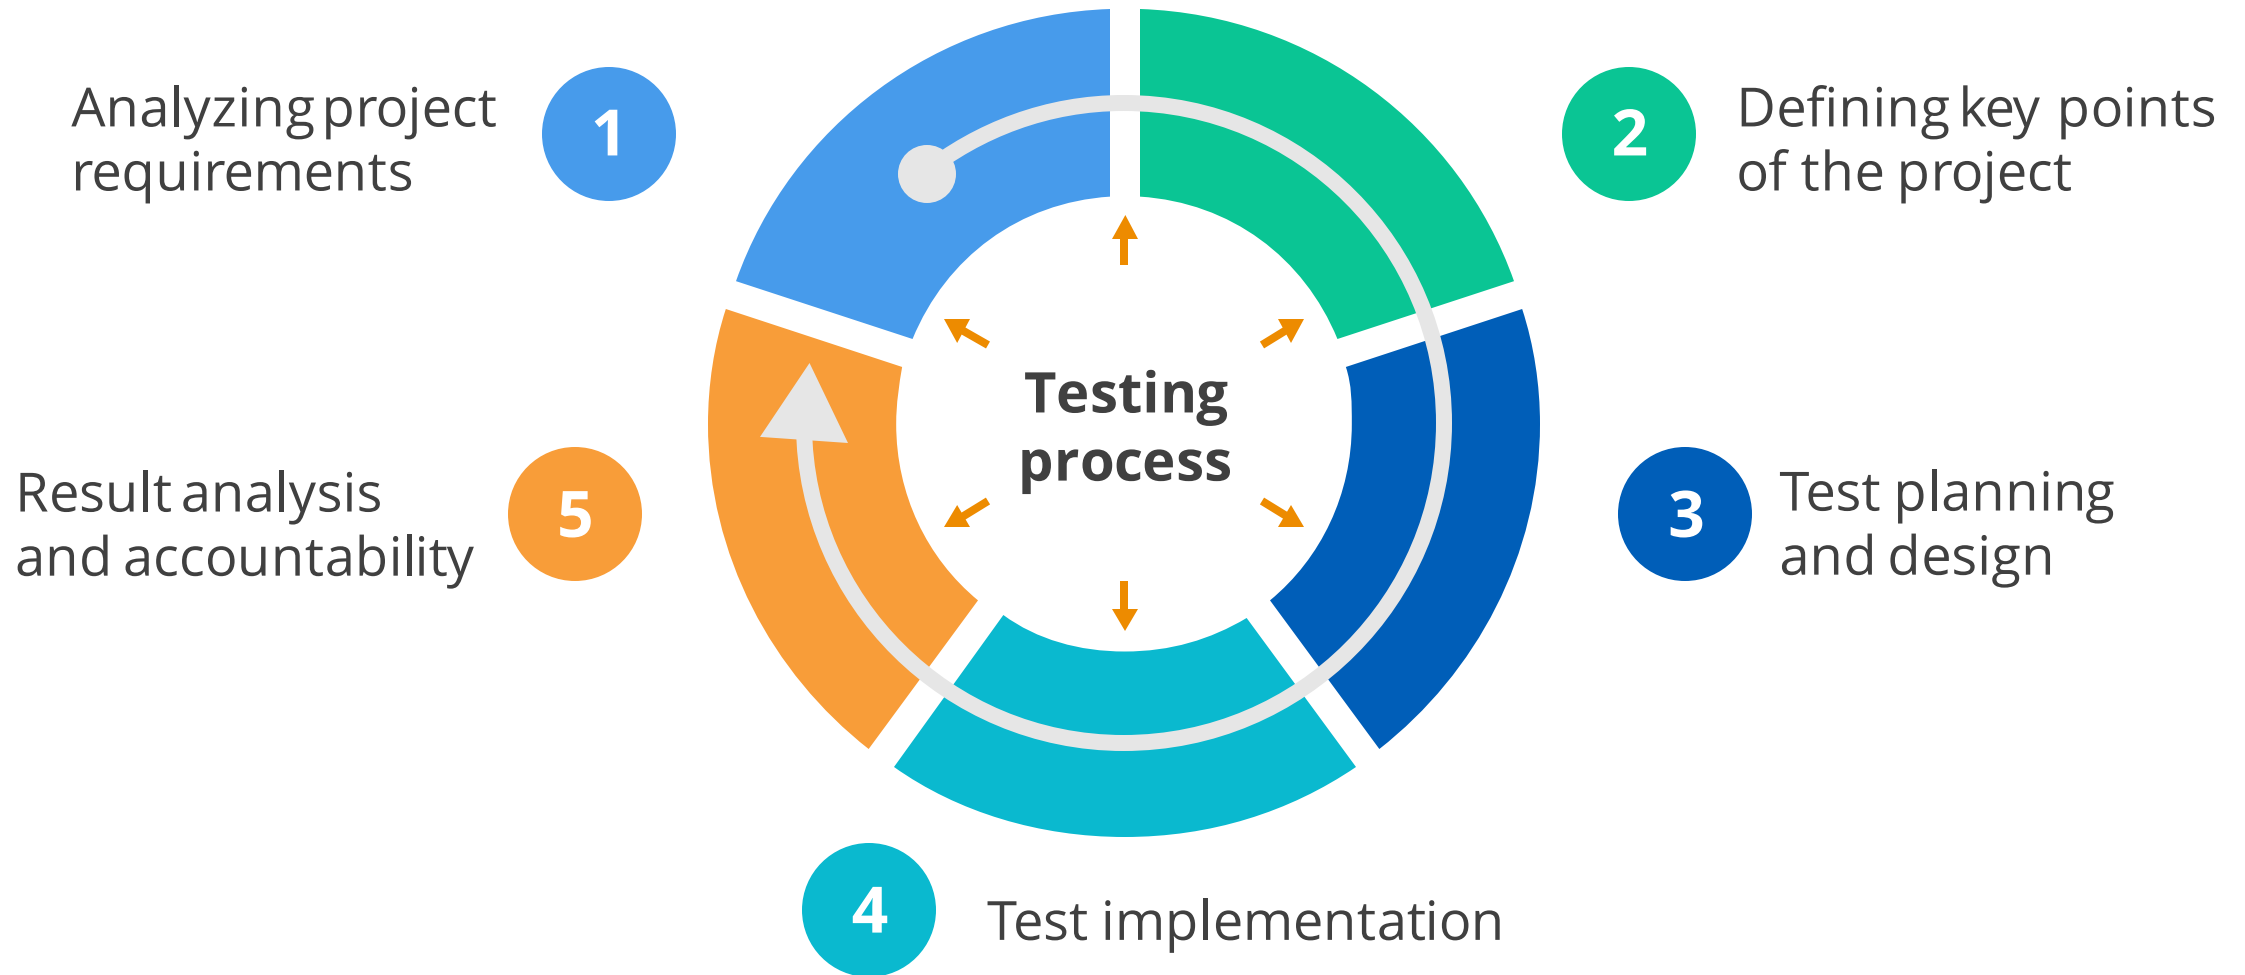 Analyzing project
requirements
1
2
Defining key points
of the project
Testing
process
Result analysis
and accountability
5
3
Test planning
and design
4
Test implementation